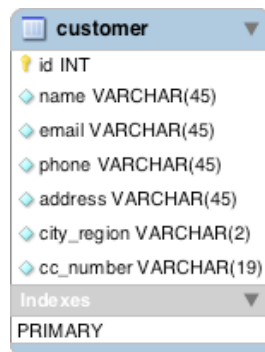 customer
id INT
name VARCHAR(45)
email VARCHAR(45)
phone VARCHAR(45)
address VARCHAR(45)
city_region VARCHAR(2)
cc_number VARCHAR(19)
Indexes
PRIMARY